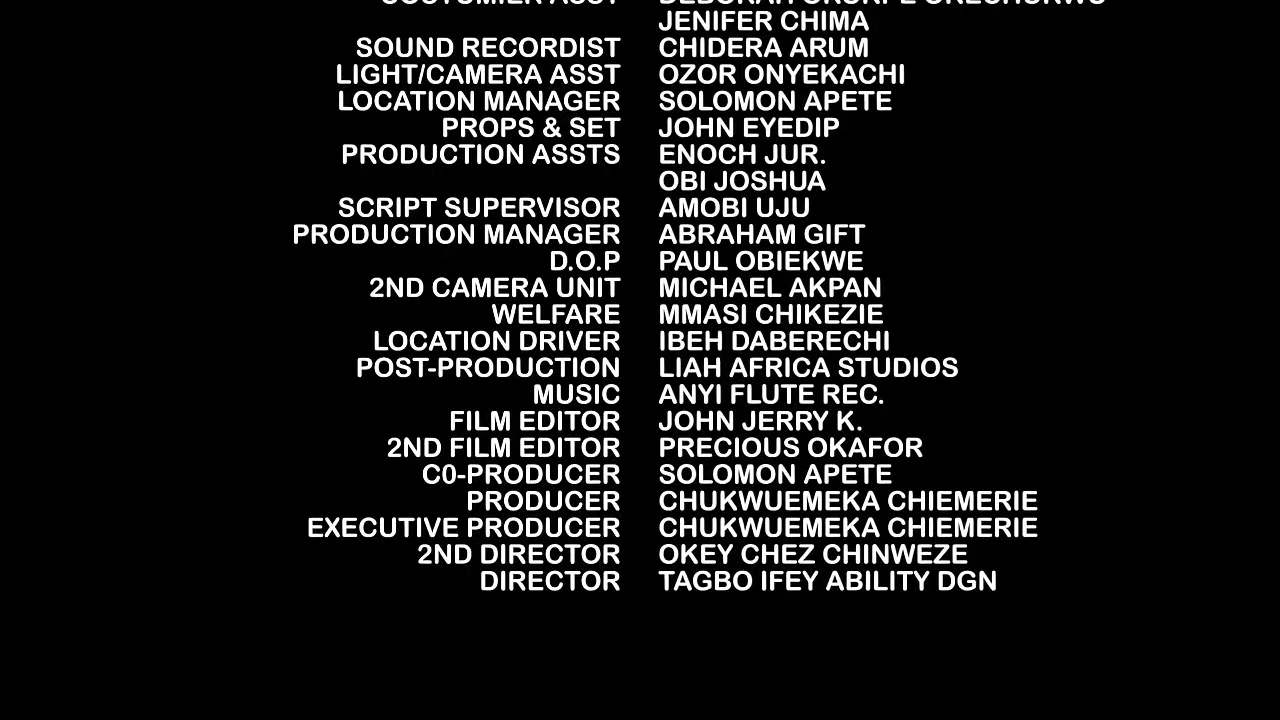 JENIFER CHIMA
SOUND RECORDIST CHIDERA ARUM
LIGHT/CAMERA ASST OZOR ONYEKACHI
LOCATION MANAGER SOLOMON APETE
PROPS & SET JOHN EYEDIP
PRODUCTION ASSTS ENOCH JUR.
OBI JOSHUA
SCRIPT SUPERVISOR AMOBI UJU
PRODUCTION MANAGER ABRAHAM GIFT
D.O.P PAUL OBIEKWE
2ND CAMERA UNIT MICHAEL AKPAN
WELFARE MMASI CHIKEZIE
LOCATION DRIVER IBEH DABERECHI
POST-PRODUCTION LIAH AFRICA STUDIOS
MUSIC ANYI FLUTE REC.
FILM EDITOR JOHN JERRY K.
2ND FILM EDITOR PRECIOUS OKAFOR
C0-PRODUCER SOLOMON APETE
PRODUCER CHUKWUEMEKA CHIEMERIE
EXECUTIVE PRODUCER CHUKWUEMEKA CHIEMERIE
2ND DIRECTOR OKEY CHEZ CHINWEZE
DIRECTOR TAGBO IFEY ABILITY DGN